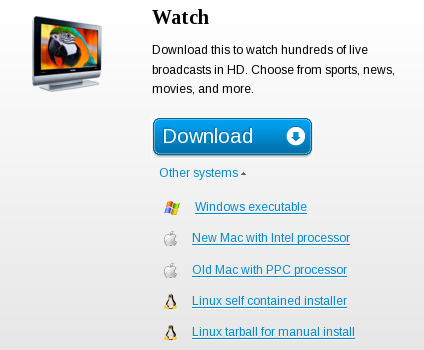 Watch
Download this to watch hundreds of live
broadcasts in HD. Choose from sports, news,
movies, and more.
Download
Other systems
Windows executable
New Mac with Intel processor
Old Mac with PPC processor
Linux self contained installer
Linux tarball for manual install